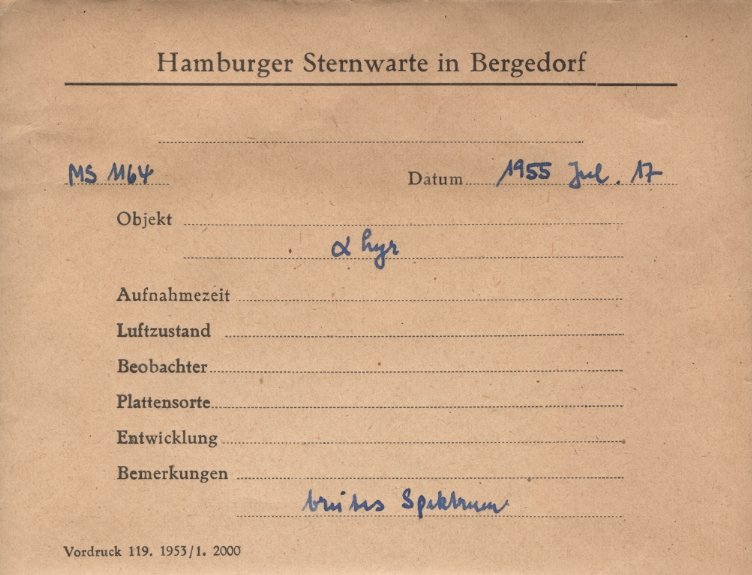 Hamburger Sternwarte in Bergedorf
MS 1164 Datum 1955 Jul. 17
Objekt
α Lyr
Aufnahmezeit
Luftzustand
Beobachter
Plattensorte
Entwicklung
Bemerkungen
breites Spektrum
Vordruck 119. 1953/1. 2000